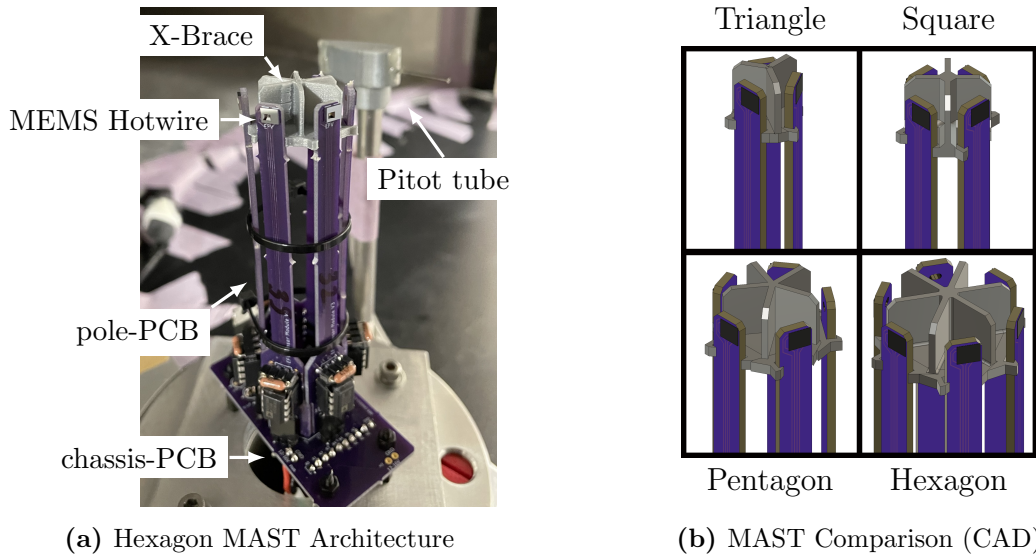 X-Brace
MEMS Hotwire
Pitot tube
pole-PCB
chassis-PCB
(a) Hexagon MAST Architecture
Triangle
Square
Pentagon
Hexagon
(b) MAST Comparison (CAD)